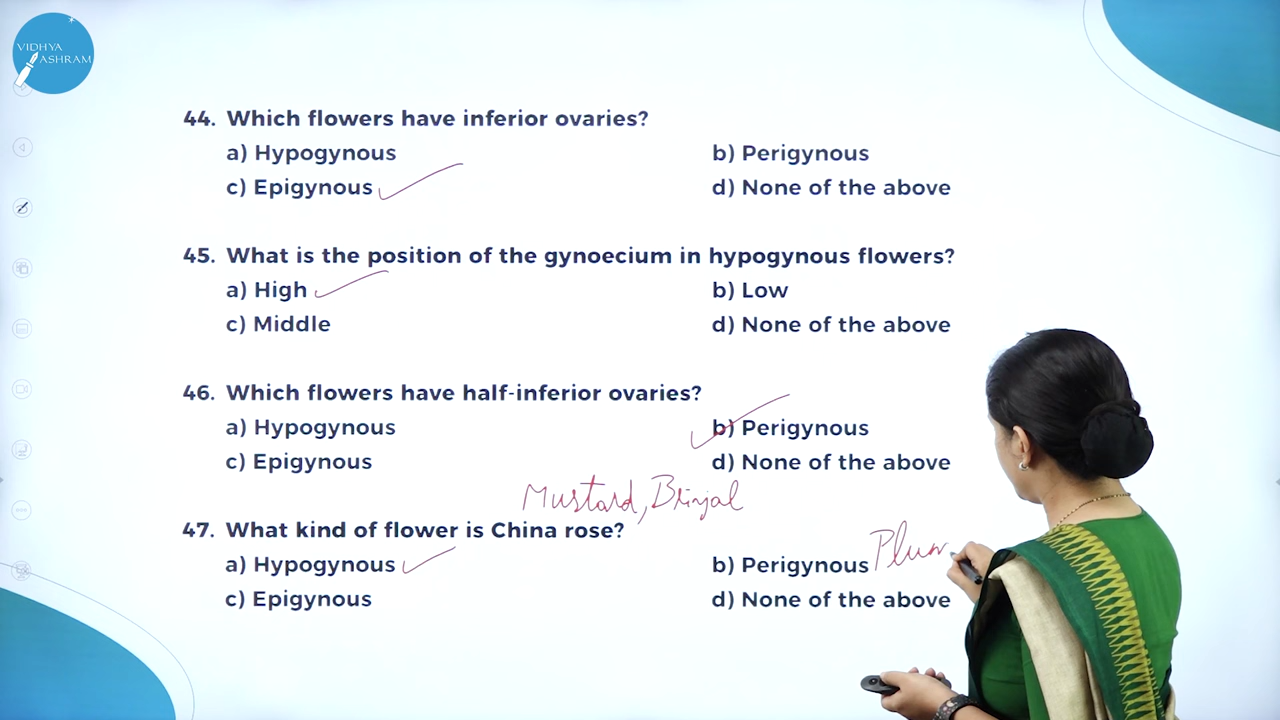 VIDHYA
ASHRAM
44. Which flowers have inferior ovaries?
a) Hypogynous b) Perigynous
c) Epigynous d) None of the above
45. What is the position of the gynoecium in hypogynous flowers?
a) High b) Low
c) Middle d) None of the above
46. Which flowers have half-inferior ovaries?
a) Hypogynous b) Perigynous
c) Epigynous d) None of the above
Mustard, Brinjal
47. What kind of flower is China rose?
a) Hypogynous b) Perigynous Plum
c) Epigynous d) None of the above